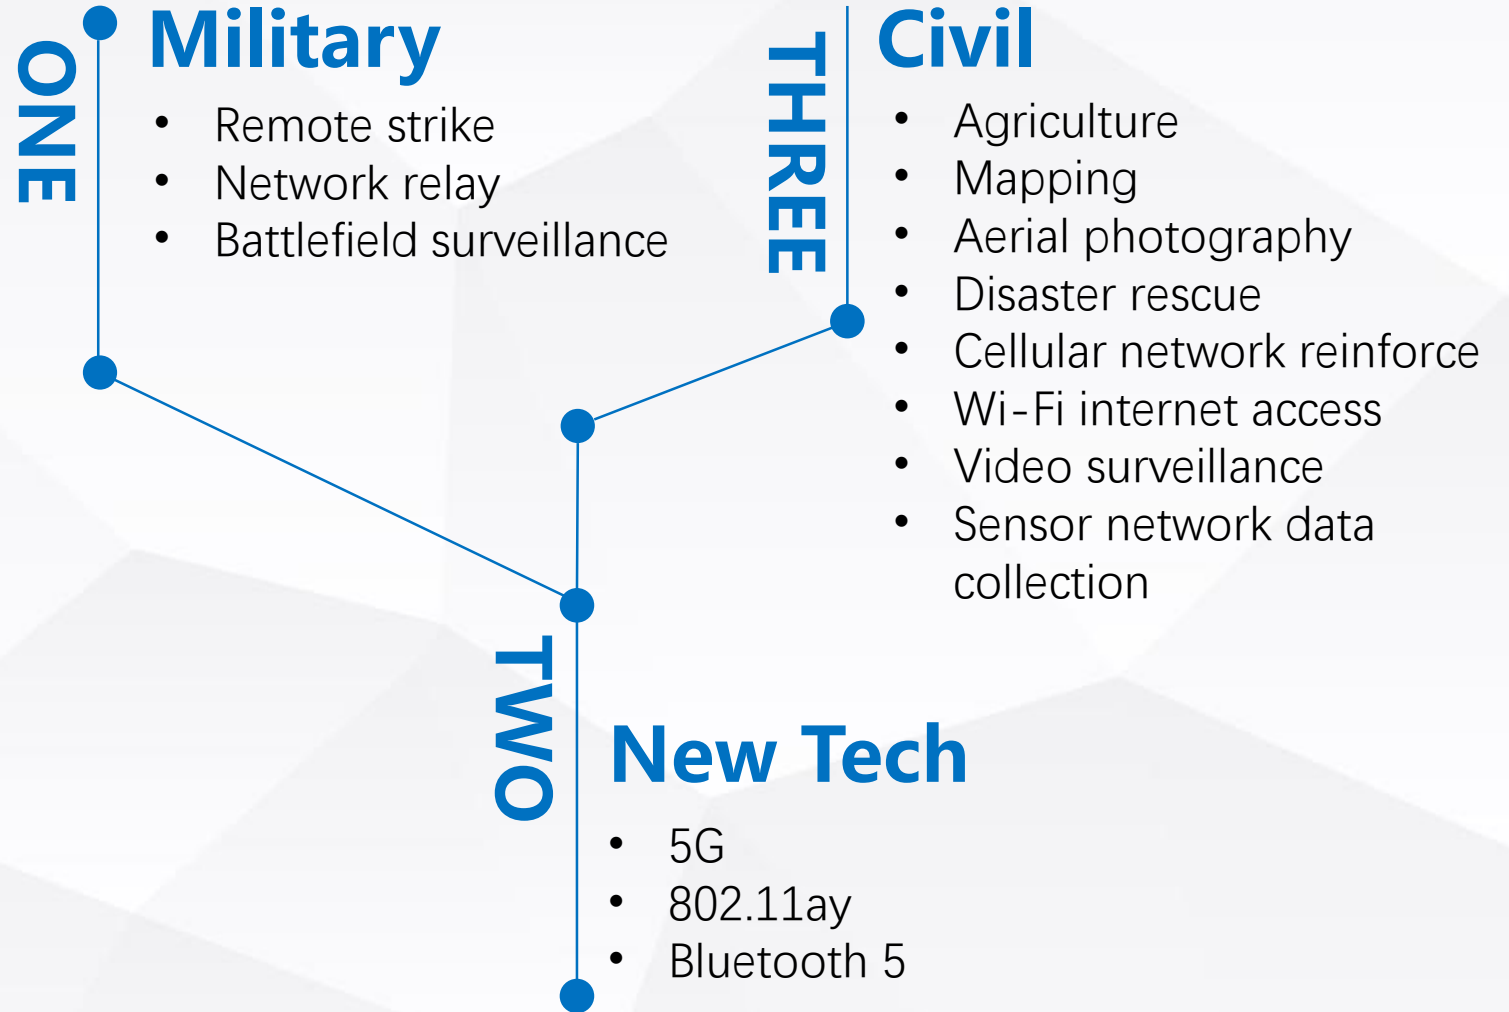 ONE
Military
• Remote strike
• Network relay
• Battlefield surveillance
TWO
New Tech
• 5G
• 802.11ay
• Bluetooth 5
THREE
Civil
• Agriculture
• Mapping
• Aerial photography
• Disaster rescue
• Cellular network reinforce
• Wi-Fi internet access
• Video surveillance
• Sensor network data
collection